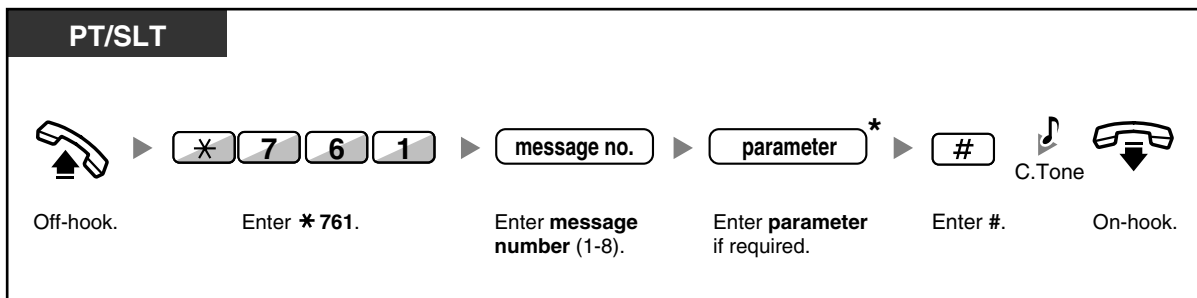 PT/SLT
* 7 6 1
message no.
parameter
*
#
C.Tone
Off-hook.
Enter * 761.
Enter message
number (1-8).
Enter parameter
if required.
Enter #.
On-hook.